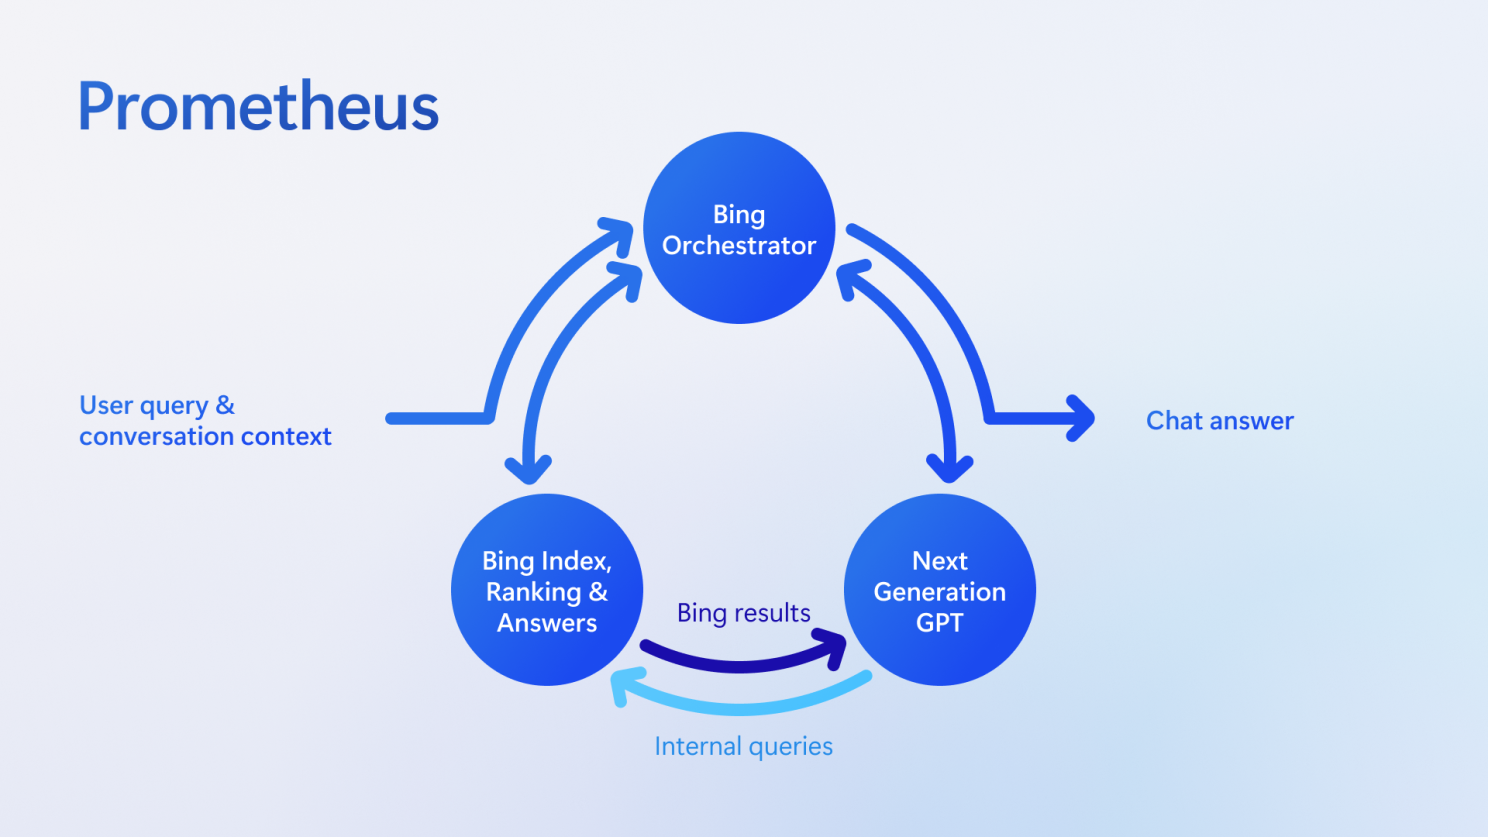 Prometheus
Bing
Orchestrator
User query &
conversation context
Chat answer
Bing Index,
Ranking &
Answers
Next
Generation
GPT
Bing results
Internal queries